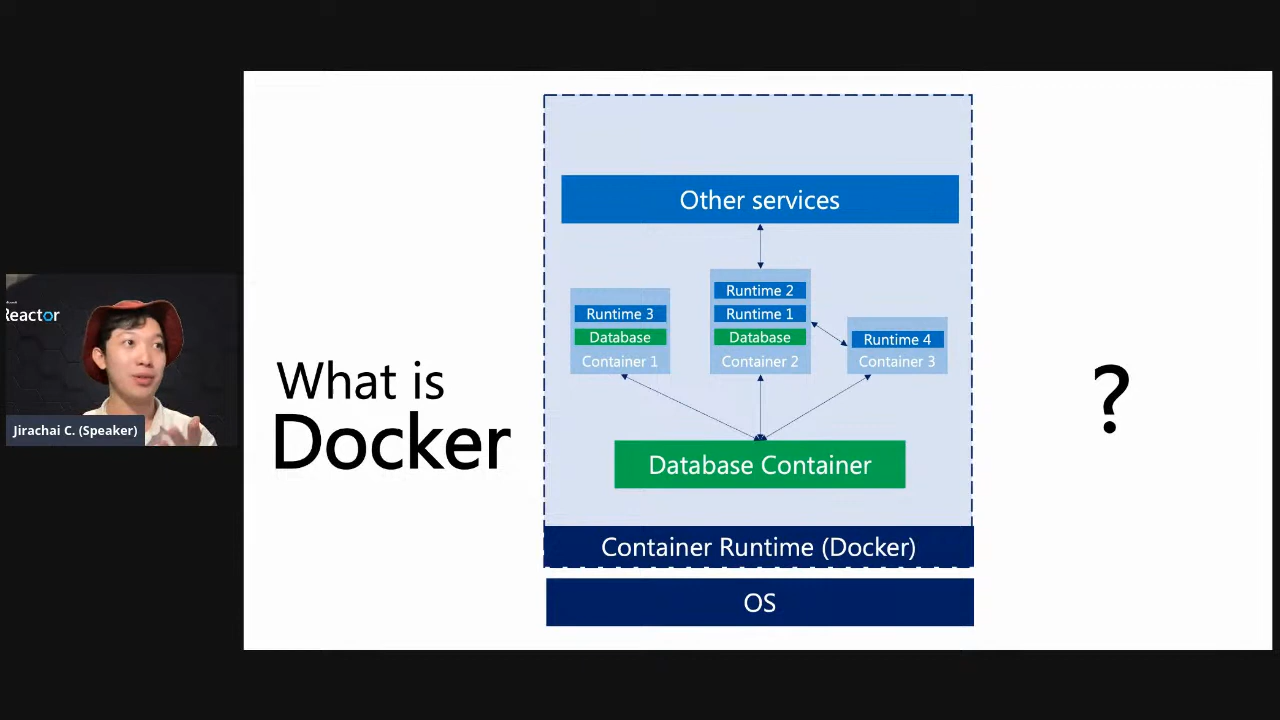 Reactor
Jirachai C. (Speaker)
What is
Docker
Other services
Runtime 3
Database
Container 1
Runtime 2
Runtime 1
Database
Container 2
Runtime 4
Container 3
Database Container
Container Runtime (Docker)
OS
?